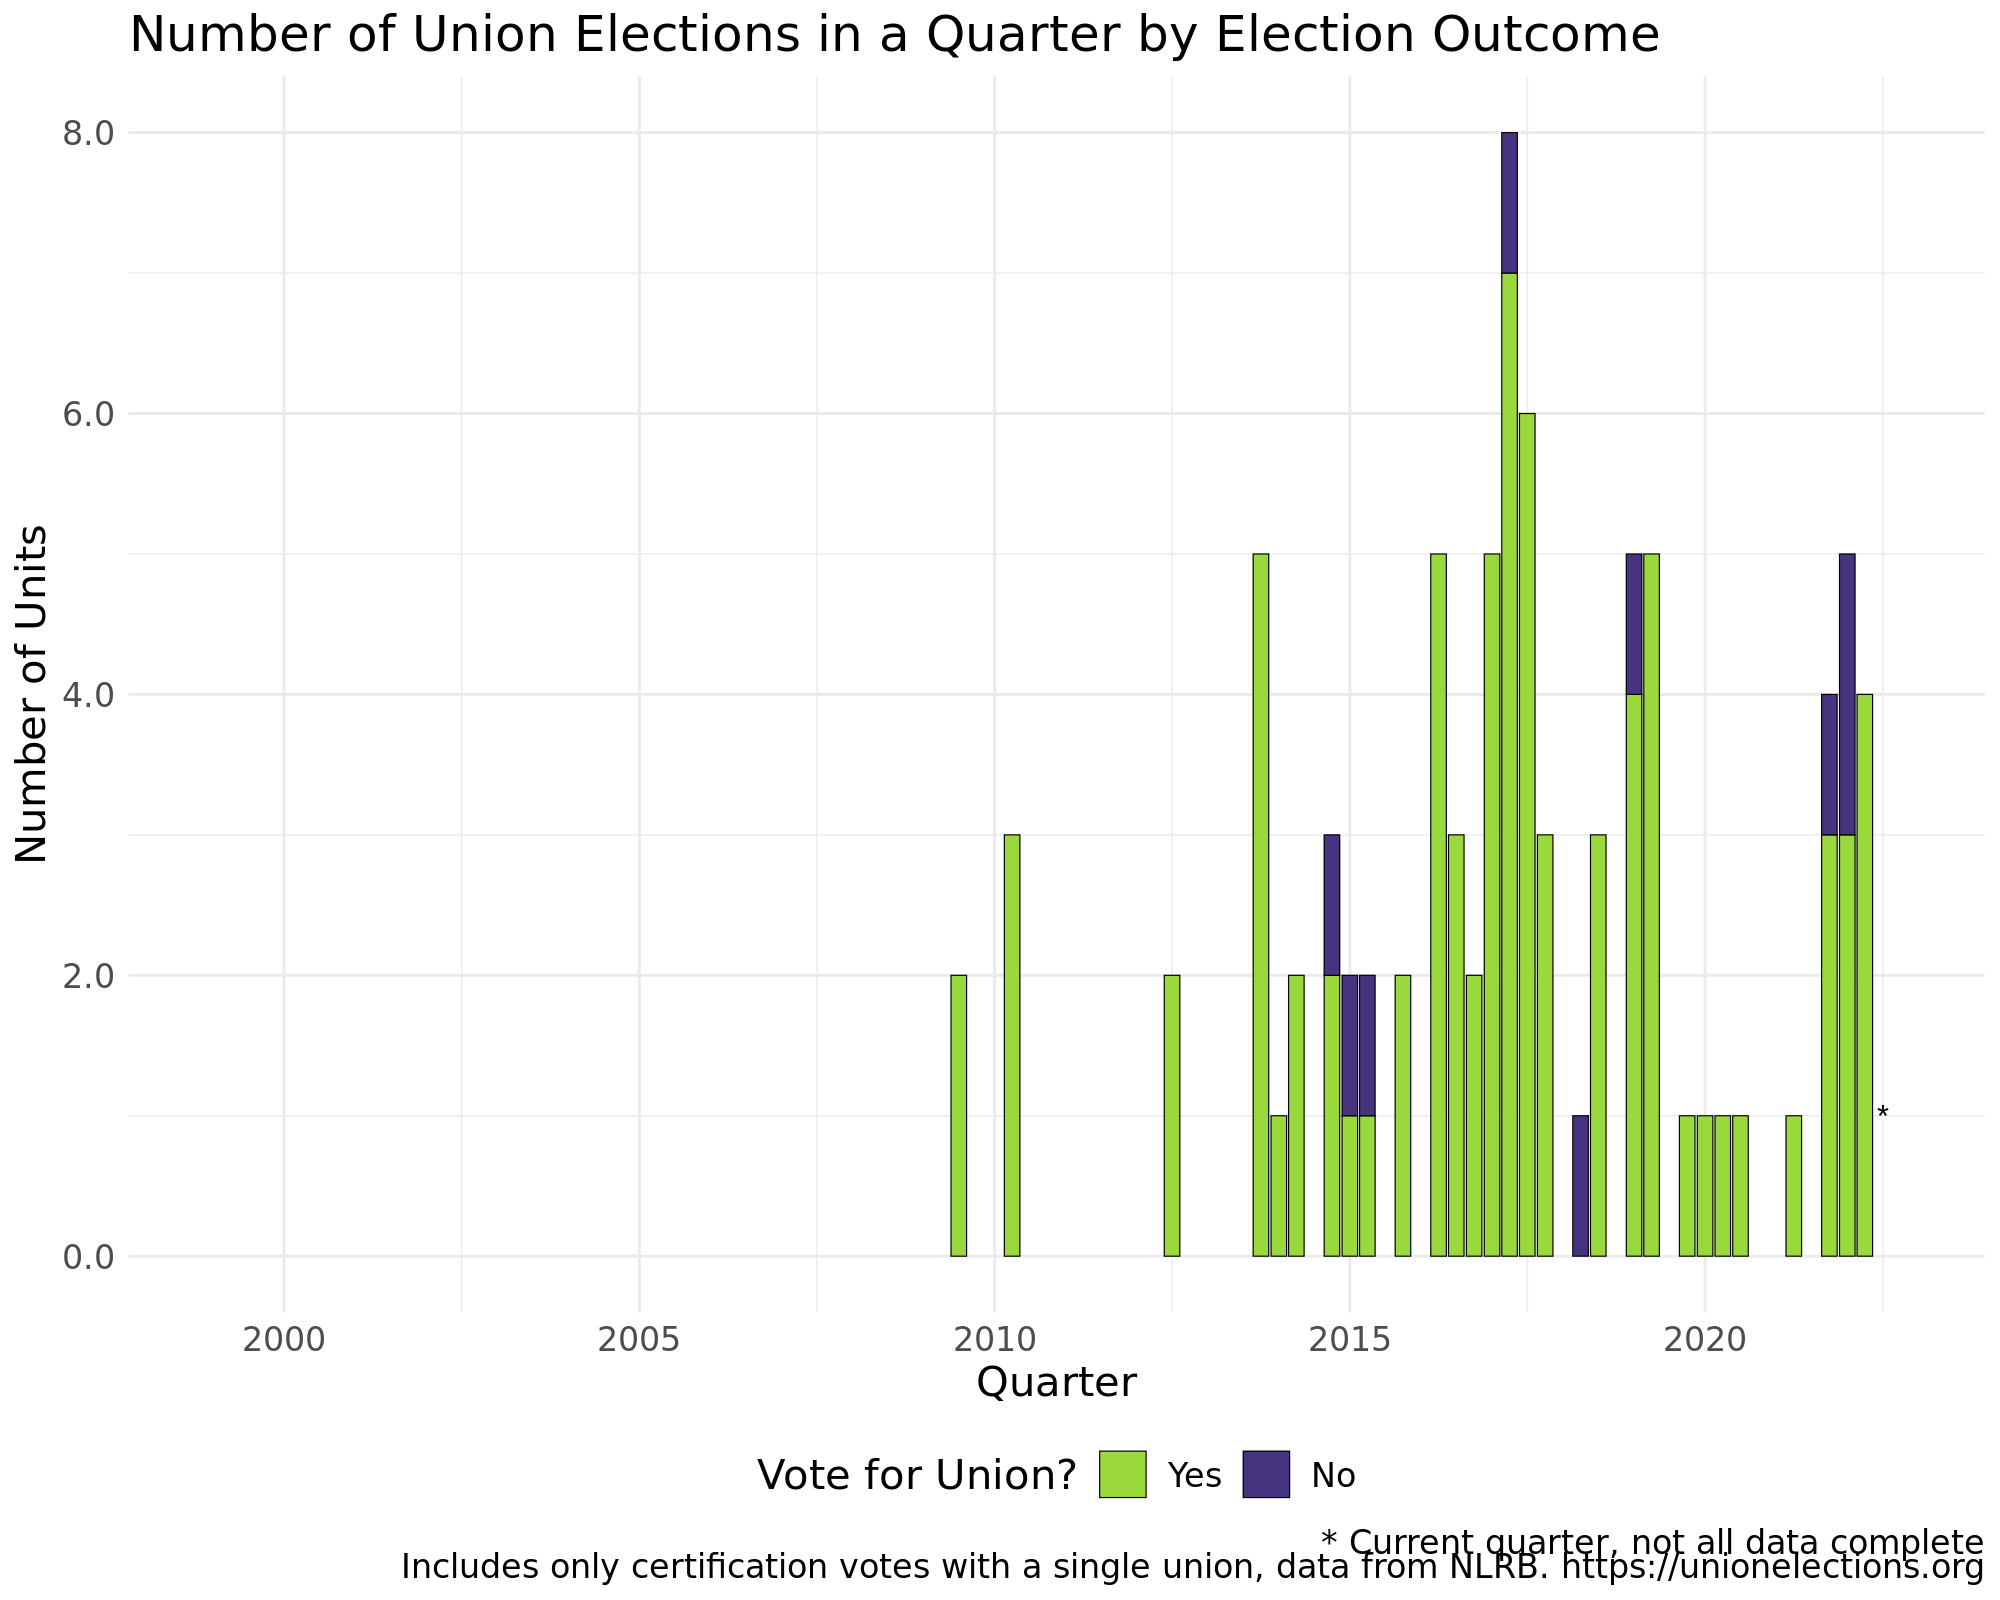 Number of Union Elections in a Quarter by Election Outcome
8.0
6.0
4.0
2.0
0.0
Number of Units
*
2000 2005 2010 2015 2020
Quarter
Vote for Union? Yes No
* Current quarter, not all data complete
Includes only certification votes with a single union, data from NLRB. https://unionelections.org